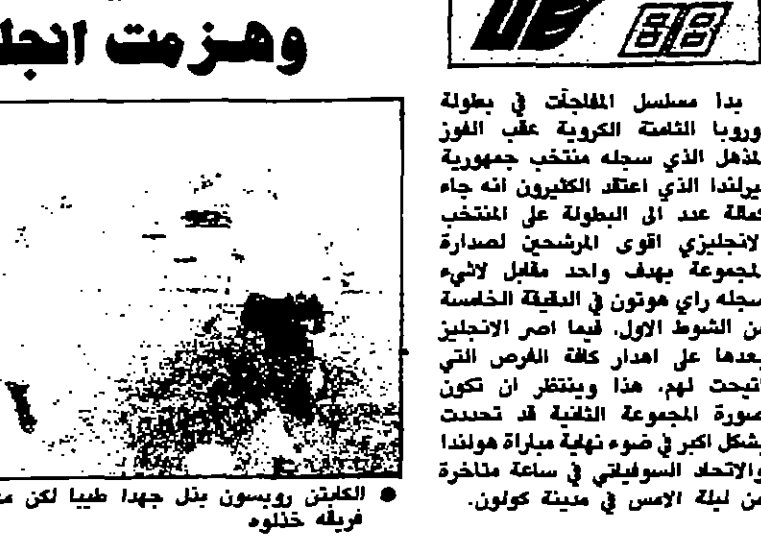 وهزمت انجل
بدا مسلسل المفاجآت في بطولة
وروبا الثامنة الكروية عقب الفوز
لمذهل الذي سجله منتخب جمهورية
يرلندا الذي اعتقد الكثيرون انه جاء
كمالة عدد الى البطولة على المنتخب
لانجليزي اقوى المرشحين لصدارة
لمجموعة بهدف واحد مقابل لاشيء
سجله راي هوتون في الدقيقة الخامسة
من الشوط الاول. فيما اصر الانجليز
بعدها على اهدار كافة الفرص التي
اتيحت لهم. هذا وينتظر ان تكون
صورة المجموعة الثانية قد تحددت
بشكل اكبر في ضوء نهاية مباراة هولندا
والاتحاد السوفياتي في ساعة متاخرة
من ليلة الامس في مدينة كولون.
● الكابتن روبسون بذل جهدا طيبا لكن
فريقه خذلوه